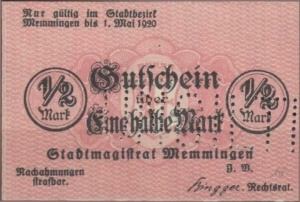 Nur gültig im Stadtbezirk
Memmingen bis 1. Mai 1920
1/2 Mark
Gutschein
über
Eine halbe Mark
1/2 Mark
Stadtmagistrat Memmingen
J. V.
Nachahmungen
strafbar.
Rechtsrat.